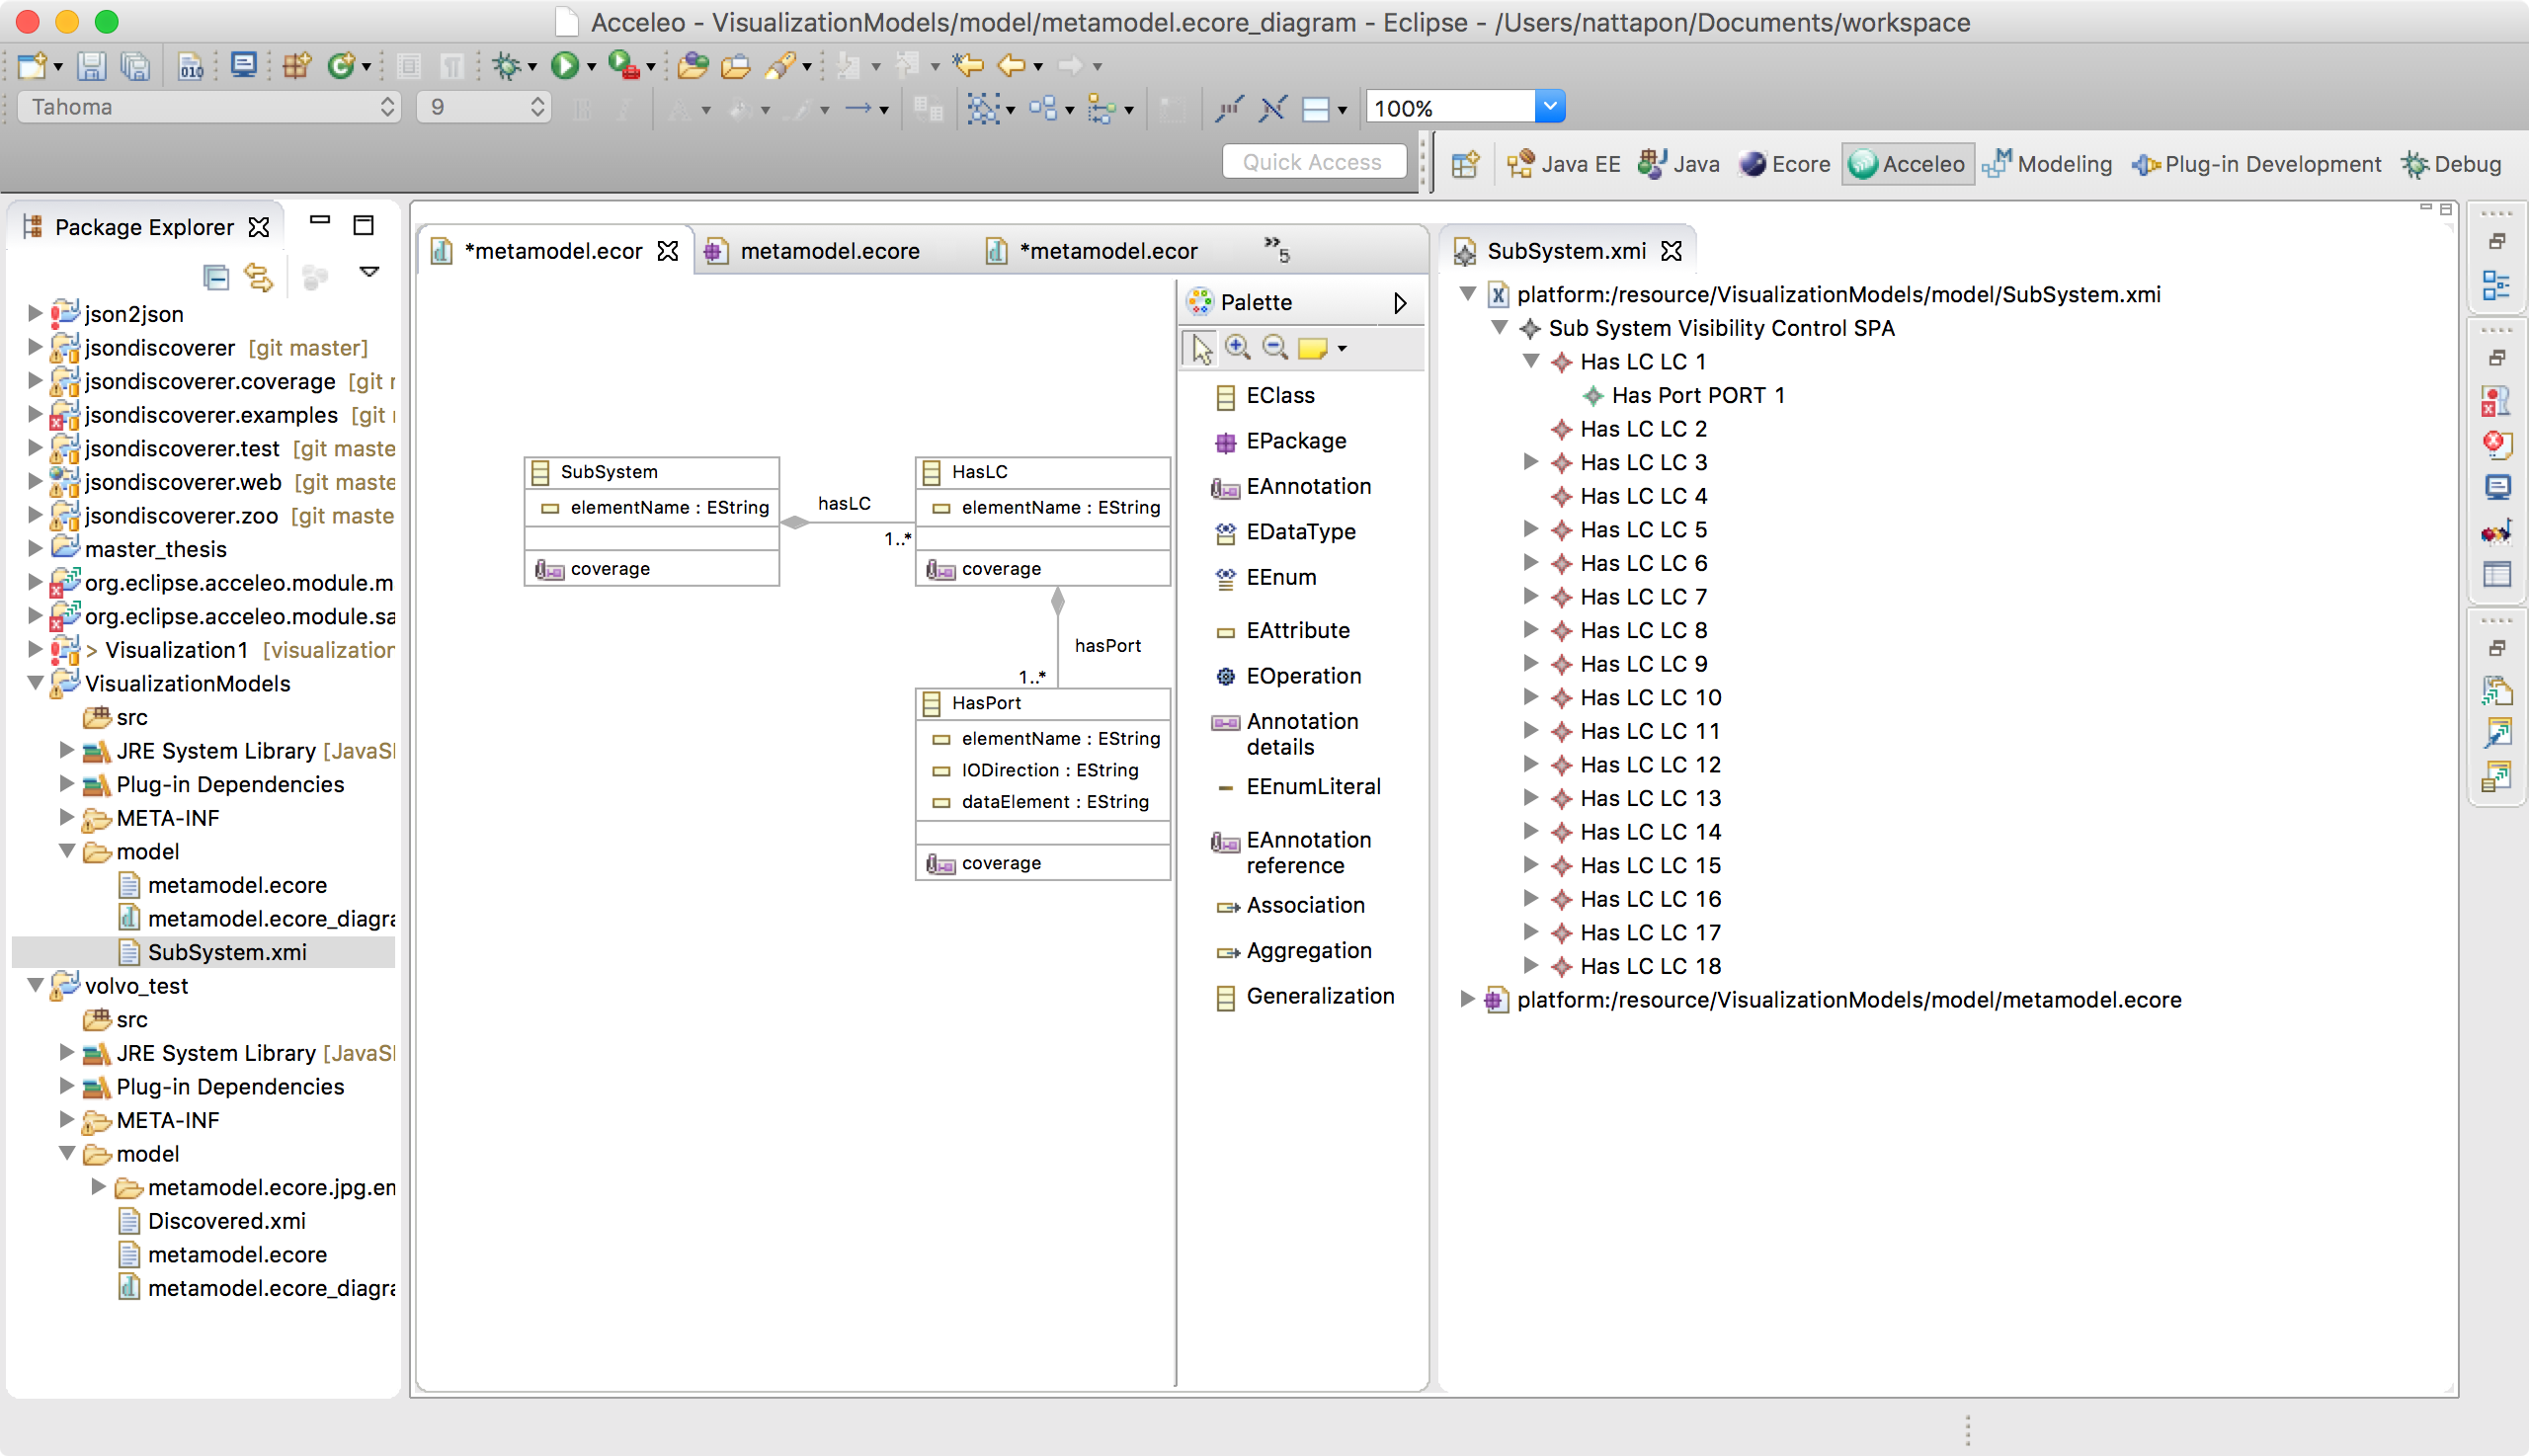 Acceleo - VisualizationModels/model/metamodel.ecore_diagram - Eclipse - /Users/nattapon/Documents/workspace
010
Tahoma
9
100%
Quick Access
Java EE
Java
Ecore
Acceleo
Modeling
Plug-in Development
Debug
Package Explorer
json2json
jsondiscoverer [git master]
jsondiscoverer.coverage [git r
jsondiscoverer.examples [git
jsondiscoverer.test [git maste
jsondiscoverer.web [git maste
jsondiscoverer.zoo [git maste
master_thesis
org.eclipse.acceleo.module.m
org.eclipse.acceleo.module.sa
> Visualization1 [visualization
VisualizationModels
src
JRE System Library [JavaSE
Plug-in Dependencies
META-INF
model
metamodel.ecore
metamodel.ecore_diagra
SubSystem.xmi
volvo_test
src
JRE System Library [JavaSE
Plug-in Dependencies
META-INF
model
metamodel.ecore.jpg.en
Discovered.xmi
metamodel.ecore
metamodel.ecore_diagra
*metamodel.ecor
metamodel.ecore
*metamodel.ecor
»5
SubSystem
elementName : EString
coverage
hasLC
1..*
HasLC
elementName : EString
coverage
hasPort
1..*
HasPort
elementName : EString
IODirection : EString
dataElement : EString
coverage
Palette
EClass
EPackage
EAnnotation
EDataType
EEnum
EAttribute
EOperation
Annotation
details
EEnumLiteral
EAnnotation
reference
Association
Aggregation
Generalization
SubSystem.xmi
platform:/resource/VisualizationModels/model/SubSystem.xmi
Sub System Visibility Control SPA
Has LC LC 1
Has Port PORT 1
Has LC LC 2
Has LC LC 3
Has LC LC 4
Has LC LC 5
Has LC LC 6
Has LC LC 7
Has LC LC 8
Has LC LC 9
Has LC LC 10
Has LC LC 11
Has LC LC 12
Has LC LC 13
Has LC LC 14
Has LC LC 15
Has LC LC 16
Has LC LC 17
Has LC LC 18
platform:/resource/VisualizationModels/model/metamodel.ecore